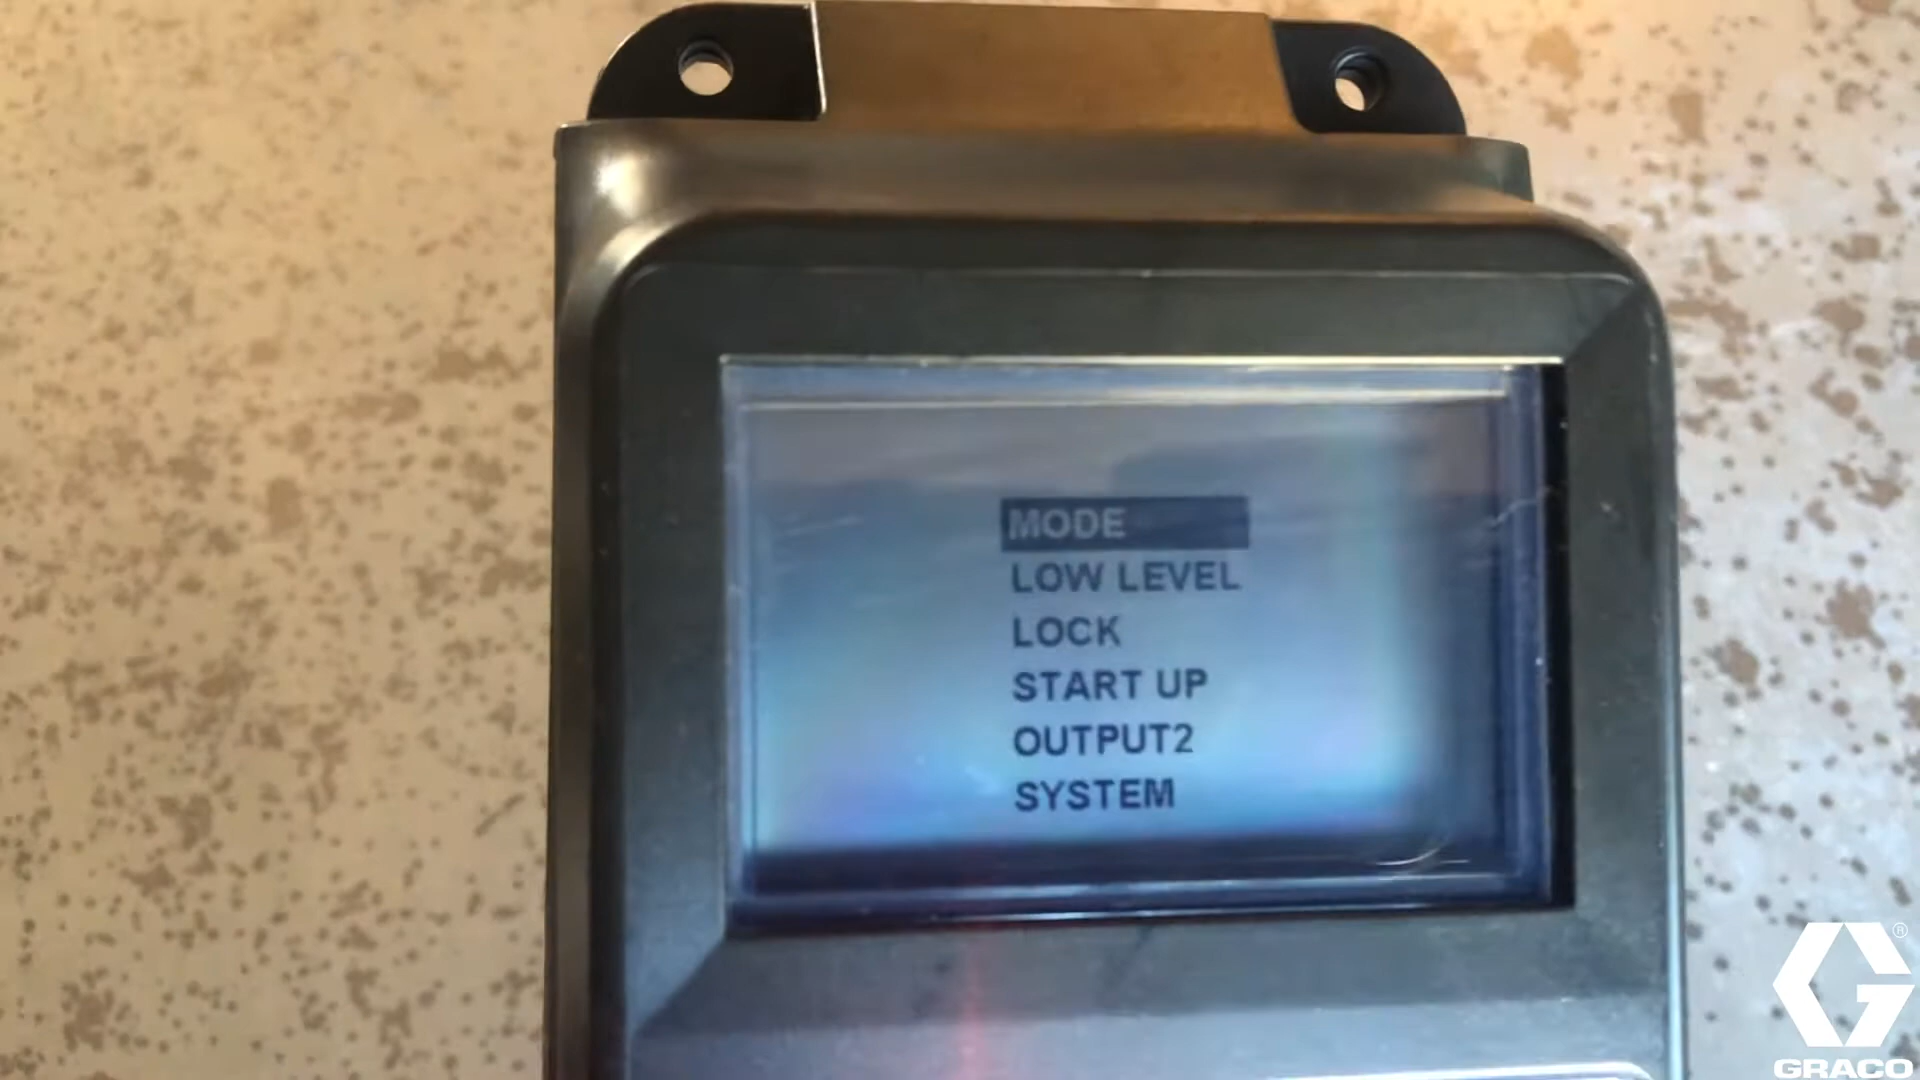 MODE
LOW LEVEL
LOCK
START UP
OUTPUT2
SYSTEM
G®
GRACO